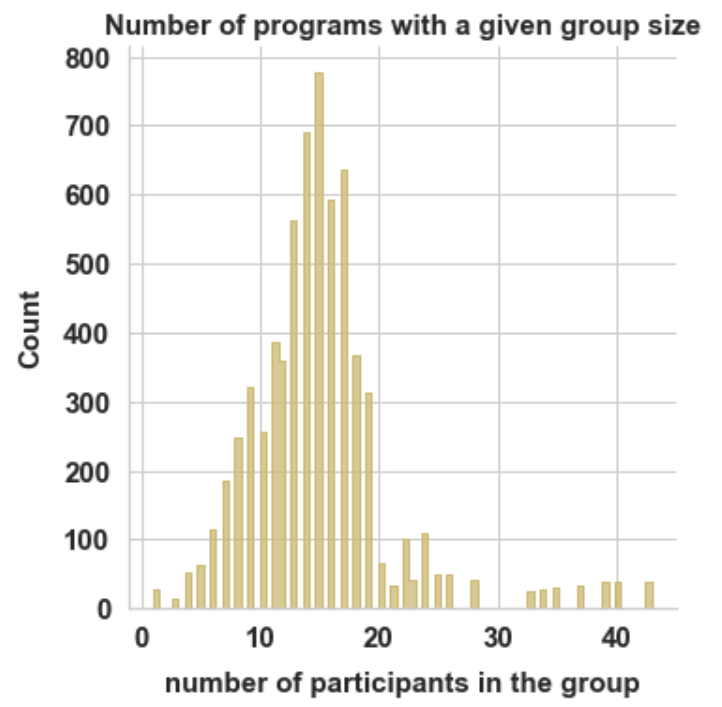 Number of programs with a given group size
800
700
600
500
400
300
200
100
0
Count
0 10 20 30 40
number of participants in the group